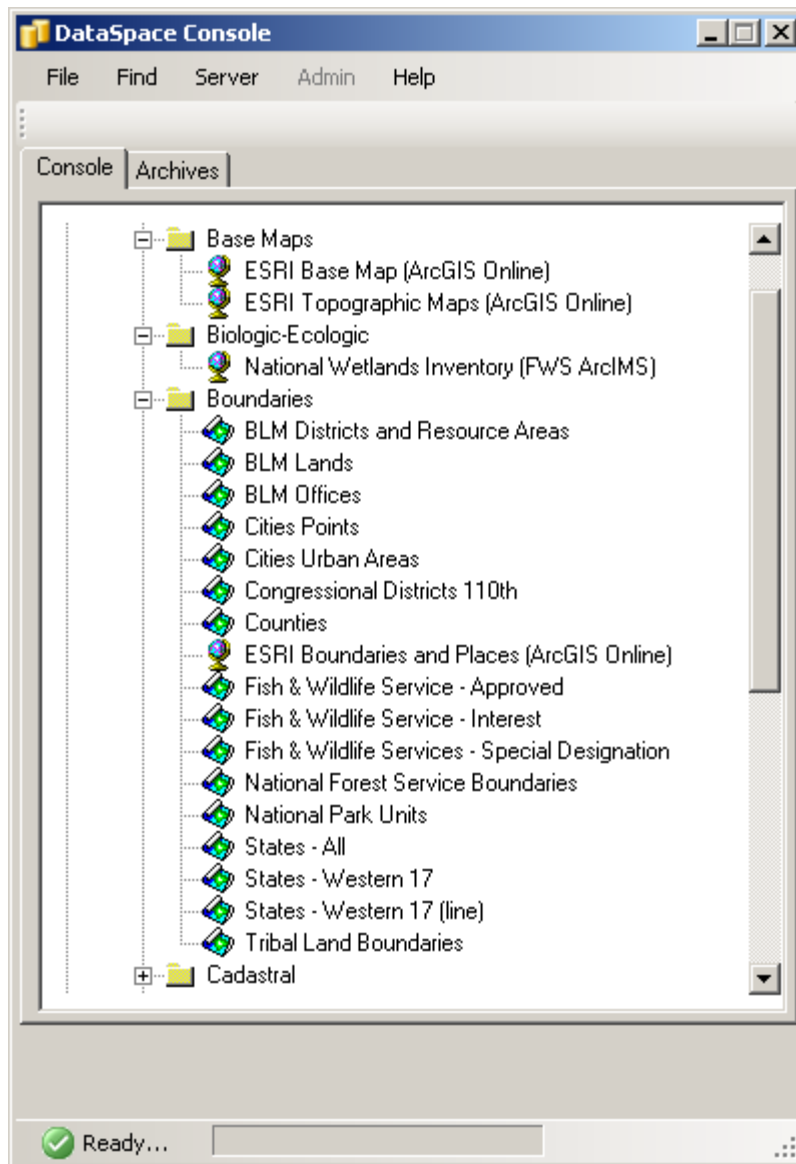 DataSpace Console
File Find Server Admin Help
Console Archives
Base Maps
ESRI Base Map (ArcGIS Online)
ESRI Topographic Maps (ArcGIS Online)
Biologic-Ecologic
National Wetlands Inventory (FWS ArcIMS)
Boundaries
BLM Districts and Resource Areas
BLM Lands
BLM Offices
Cities Points
Cities Urban Areas
Congressional Districts 110th
Counties
ESRI Boundaries and Places (ArcGIS Online)
Fish & Wildlife Service - Approved
Fish & Wildlife Service - Interest
Fish & Wildlife Services - Special Designation
National Forest Service Boundaries
National Park Units
States - All
States - Western 17
States - Western 17 (line)
Tribal Land Boundaries
Cadastral
Ready...